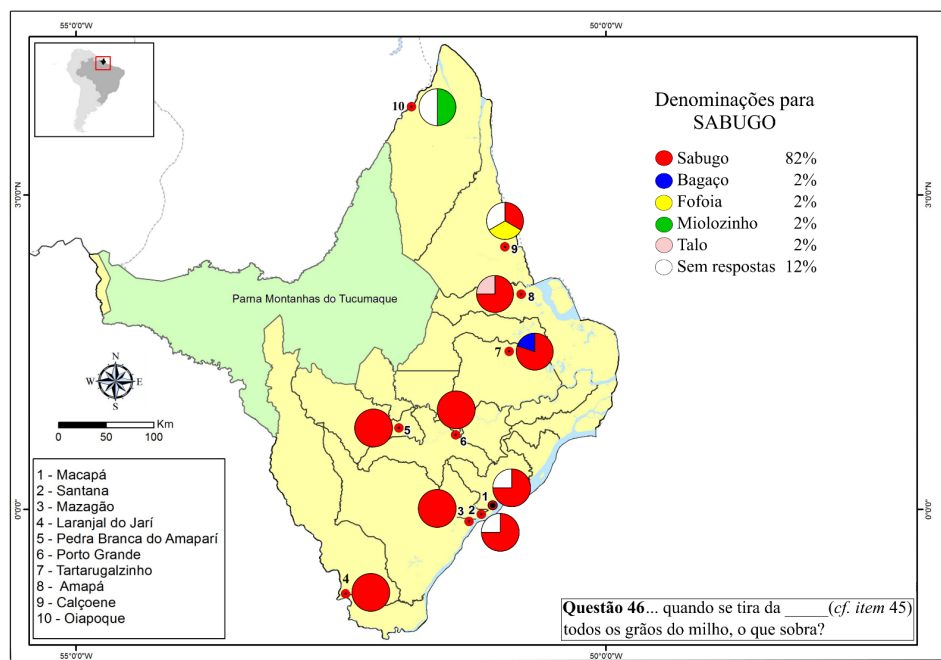 55°0'0"W
50°0'0"W
Denominações para
SABUGO
Sabugo 82%
Bagaço 2%
Fofoia 2%
Miolozinho 2%
Talo 2%
Sem respostas 12%
10
3°0'0"N
3°0'0"N
9
Parna Montanhas do Tucumaque
8
7
N
W E
S
Km
0 50 100
5
6
1 - Macapá
2 - Santana
3 - Mazagão
4 - Laranjal do Jarí
5 - Pedra Branca do Amaparí
6 - Porto Grande
7 - Tartarugalzinho
8 - Amapá
9 - Calçoene
10 - Oiapoque
1
3 2
0°0'0"
0°0'0"
4
Questão 46... quando se tira da _____(cf. item 45)
todos os grãos do milho, o que sobra?
55°0'0"W
50°0'0"W